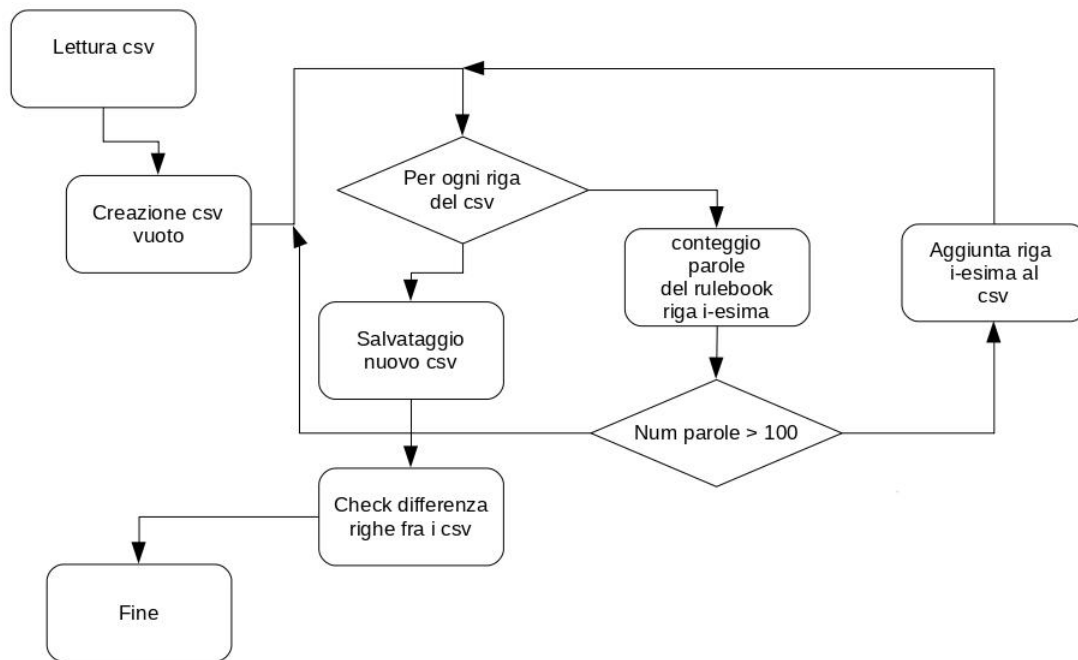 Lettura csv
Creazione csv
vuoto
Per ogni riga
del csv
conteggio
parole
del rulebook
riga i-esima
Aggiunta riga
i-esima al
csv
Salvataggio
nuovo csv
Num parole > 100
Check differenza
righe fra i csv
Fine